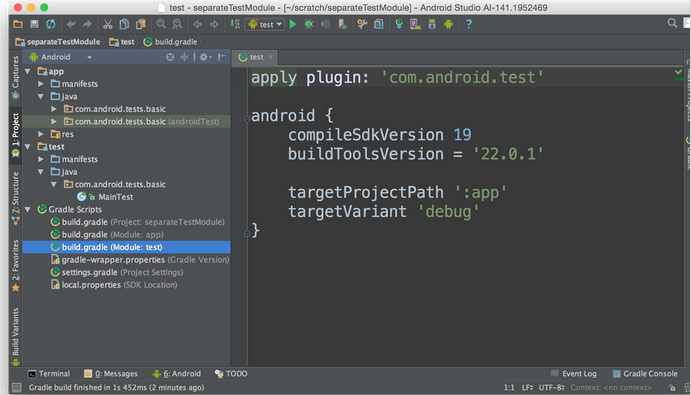 test - separateTestModule - [~/scratch/separateTestModule] - Android Studio AI-141.1952469
test
separateTestModule test build.gradle
Android
test
Captures
1: Project
7: Structure
2: Favorites
Build Variants
app
manifests
java
com.android.tests.basic
com.android.tests.basic (androidTest)
res
test
manifests
java
com.android.tests.basic
MainTest
Gradle Scripts
build.gradle (Project: separateTestModule)
build.gradle (Module: app)
build.gradle (Module: test)
gradle-wrapper.properties (Gradle Version)
settings.gradle (Project Settings)
local.properties (SDK Location)
apply plugin: 'com.android.test'
android {
compileSdkVersion 19
buildToolsVersion = '22.0.1'
targetProjectPath ':app'
targetVariant 'debug'
}
Terminal 0: Messages 6: Android TODO Event Log Gradle Console
Gradle build finished in 1s 452ms (2 minutes ago) 1:1 LF÷ UTF-8÷ Context: <no context>